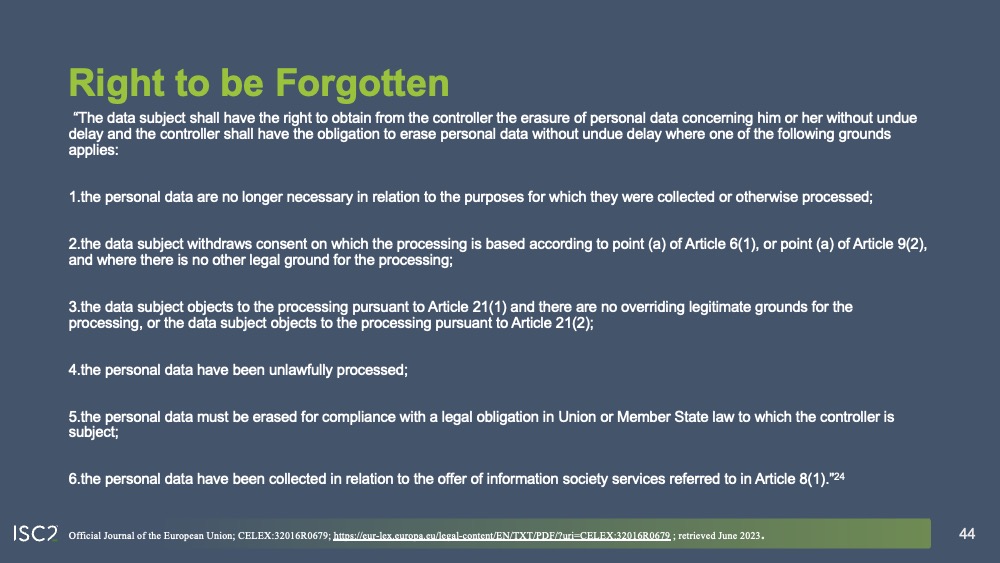 Right to be Forgotten
“The data subject shall have the right to obtain from the controller the erasure of personal data concerning him or her without undue
delay and the controller shall have the obligation to erase personal data without undue delay where one of the following grounds
applies:
1.the personal data are no longer necessary in relation to the purposes for which they were collected or otherwise processed;
2.the data subject withdraws consent on which the processing is based according to point (a) of Article 6(1), or point (a) of Article 9(2),
and where there is no other legal ground for the processing;
3.the data subject objects to the processing pursuant to Article 21(1) and there are no overriding legitimate grounds for the
processing, or the data subject objects to the processing pursuant to Article 21(2);
4.the personal data have been unlawfully processed;
5.the personal data must be erased for compliance with a legal obligation in Union or Member State law to which the controller is
subject;
6.the personal data have been collected in relation to the offer of information society services referred to in Article 8(1).”24
ISC2 Official Journal of the European Union; CELEX:32016R0679; https://eur-lex.europa.eu/legal-content/EN/TXT/PDF/?uri=CELEX:32016R0679 ; retrieved June 2023. 44